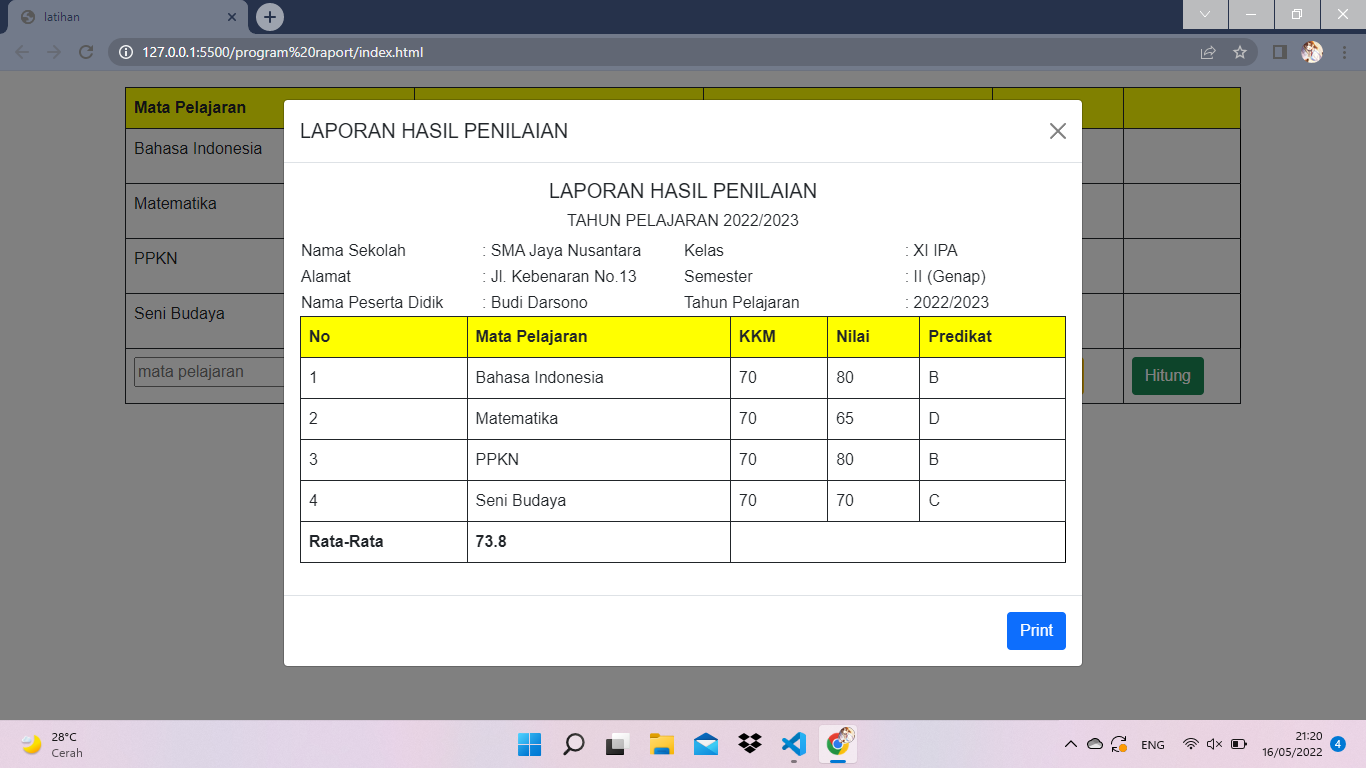 latihan
127.0.0.1:5500/program%20raport/index.html
Mata Pelajaran
Bahasa Indonesia
Matematika
PPKN
Seni Budaya
mata pelajaran
Hitung
LAPORAN HASIL PENILAIAN
LAPORAN HASIL PENILAIAN
TAHUN PELAJARAN 2022/2023
Nama Sekolah : SMA Jaya Nusantara Kelas : XI IPA
Alamat : Jl. Kebenaran No.13 Semester : II (Genap)
Nama Peserta Didik : Budi Darsono Tahun Pelajaran : 2022/2023
No Mata Pelajaran KKM Nilai Predikat
1 Bahasa Indonesia 70 80 B
2 Matematika 70 65 D
3 PPKN 70 80 B
4 Seni Budaya 70 70 C
Rata-Rata 73.8
Print
28°C
Cerah
ENG
21:20
16/05/2022
4